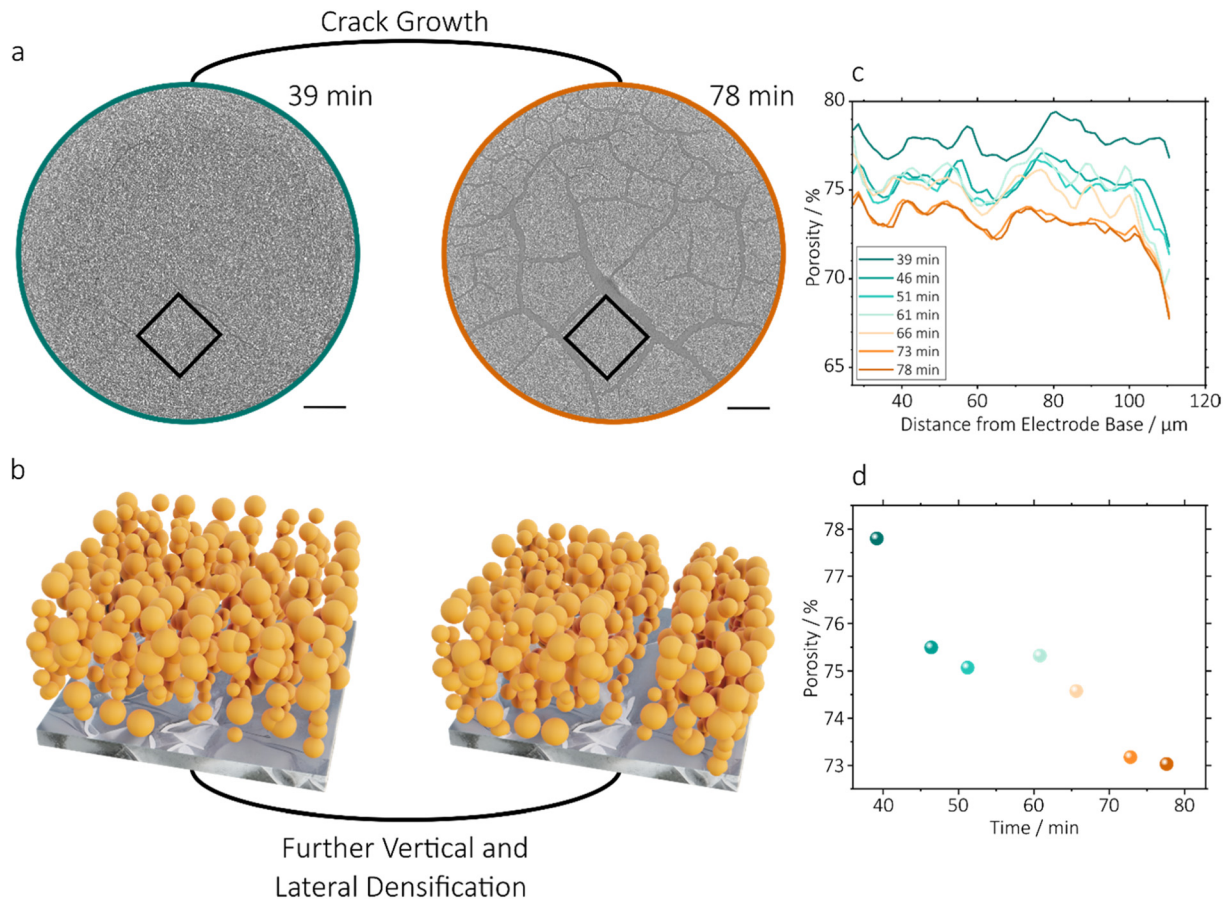 Crack Growth
a
39 min
78 min
b
Further Vertical and
Lateral Densification
c
80
75
70
65
Porosity / %
39 min
46 min
51 min
61 min
66 min
73 min
78 min
40
60
80
100
120
Distance from Electrode Base / µm
d
78
77
76
75
74
73
Porosity / %
40
50
60
70
80
Time / min